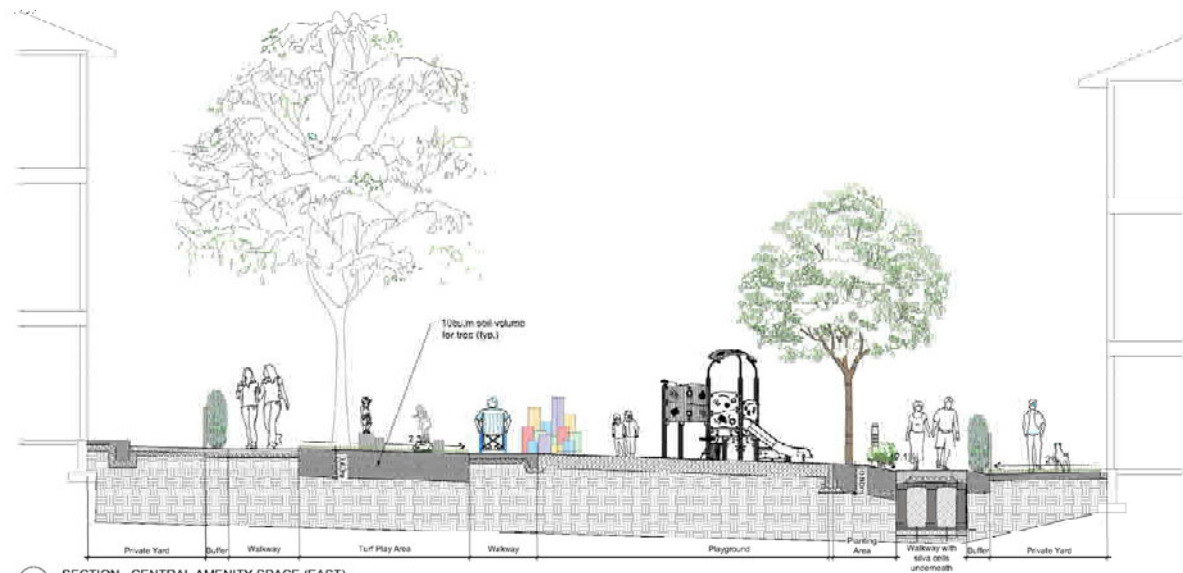 10cu.m soil volume
for tree (typ.)
Private Yard
Buffer
Walkway
Turf Play Area
Walkway
Playground
Planting
Area
Walkway with
silva cells
underneath
Buffer
Private Yard
SECTION - CENTRAL AMENITY SPACE (EAST)